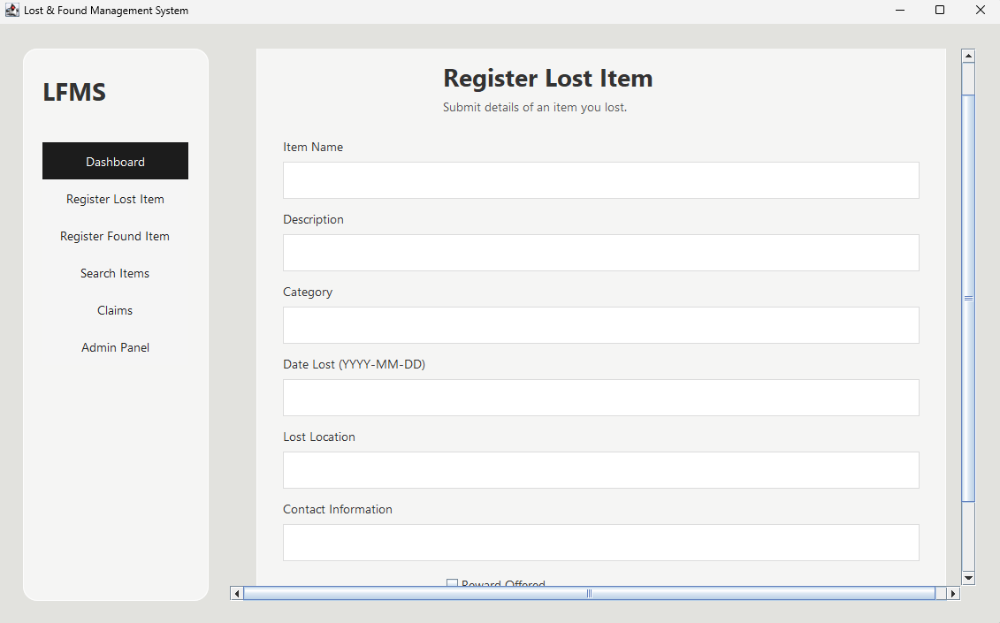 Lost & Found Management System
LFMS
Dashboard
Register Lost Item
Register Found Item
Search Items
Claims
Admin Panel
Register Lost Item
Submit details of an item you lost.
Item Name
Description
Category
Date Lost (YYYY-MM-DD)
Lost Location
Contact Information
Reward Offered